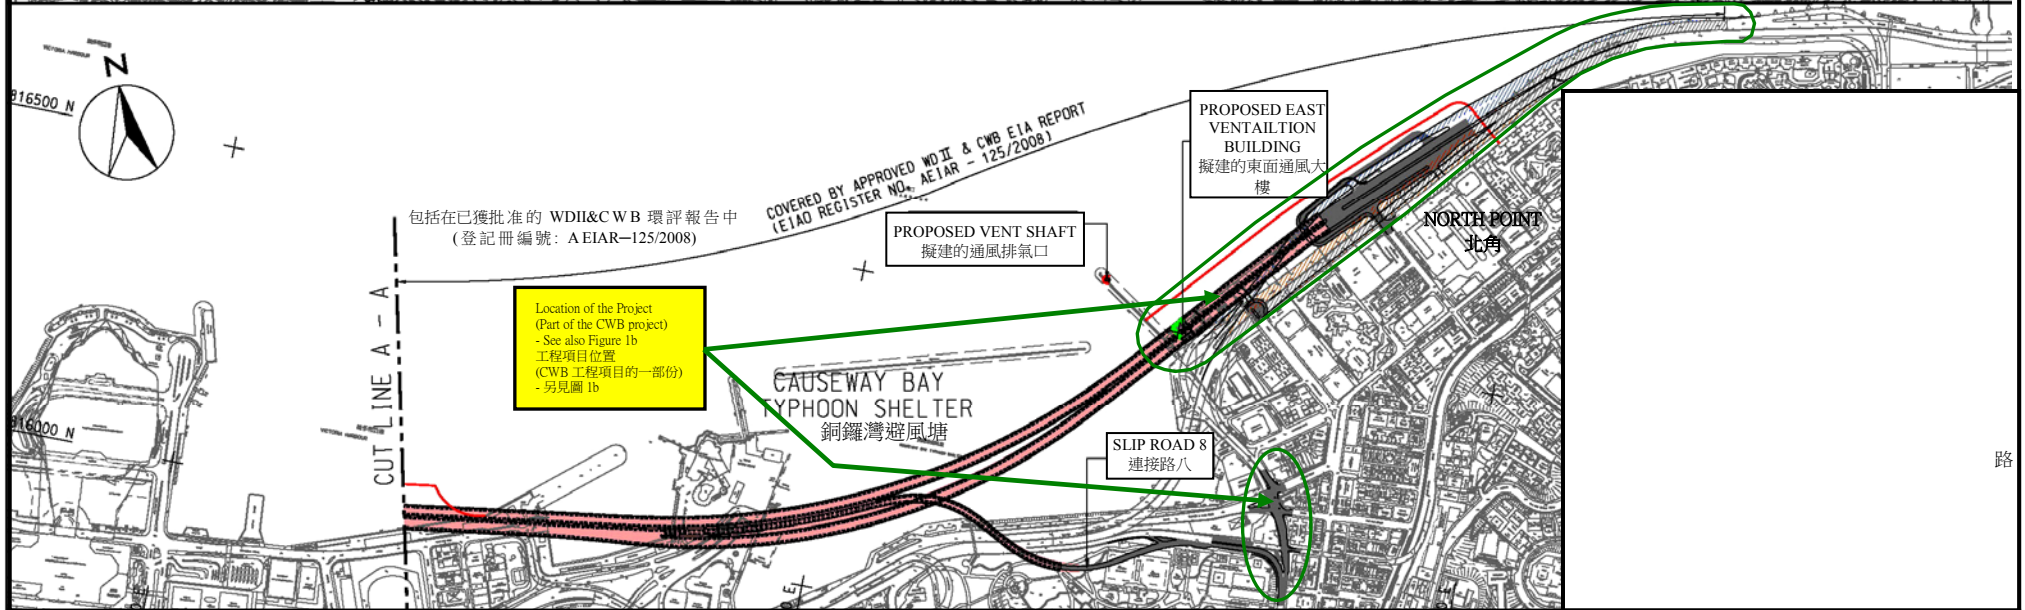 N
816500 N
COVERED BY APPROVED WDII & CWB EIA REPORT
(EIAO REGISTER NO. AEIAR - 125/2008)
包括在已獲批准的 WDII&CWB 環評報告中
(登記冊編號: AEIAR—125/2008)
PROPOSED EAST
VENTAILTION
BUILDING
擬建的東面通風大
樓
PROPOSED VENT SHAFT
擬建的通風排氣口
NORTH POINT
北角
CUT LINE A - A
Location of the Project
(Part of the CWB project)
- See also Figure 1b
工程項目位置
(CWB 工程項目的一部份)
- 另見圖 1b
CAUSEWAY BAY
TYPHOON SHELTER
銅鑼灣避風塘
816000 N
VICTORIA HARBOUR
SLIP ROAD 8
連接路八
路